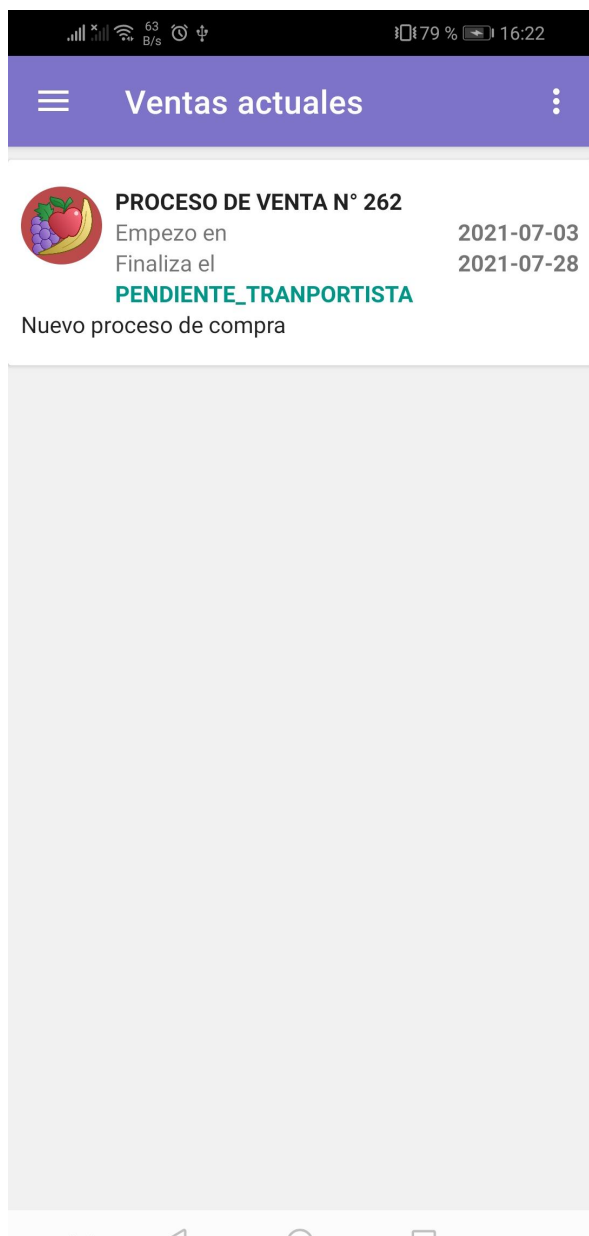 63 B/s 79 % 16:22
Ventas actuales
PROCESO DE VENTA N° 262
Empezo en 2021-07-03
Finaliza el 2021-07-28
PENDIENTE_TRANPORTISTA
Nuevo proceso de compra